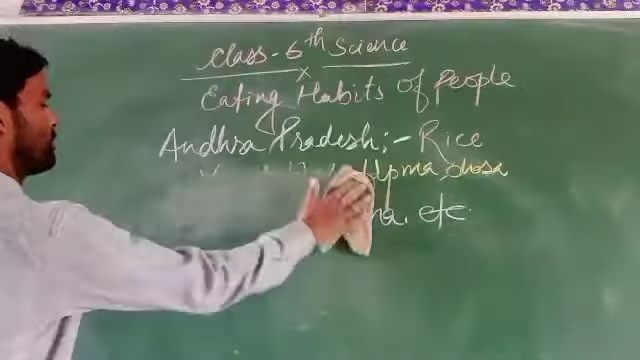 Class-6th Science
Eating Habits of People
Andhra Pradesh:- Rice
Upma, dosa
etc